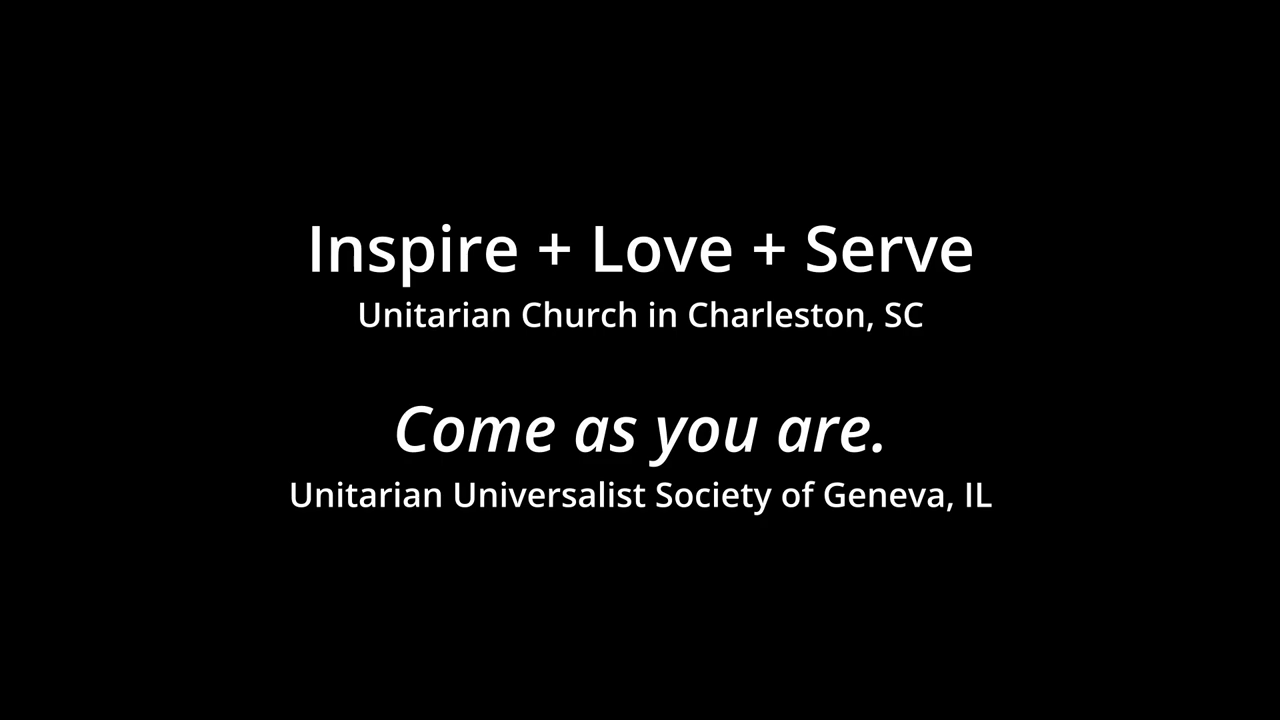 Inspire + Love + Serve
Unitarian Church in Charleston, SC
Come as you are.
Unitarian Universalist Society of Geneva, IL